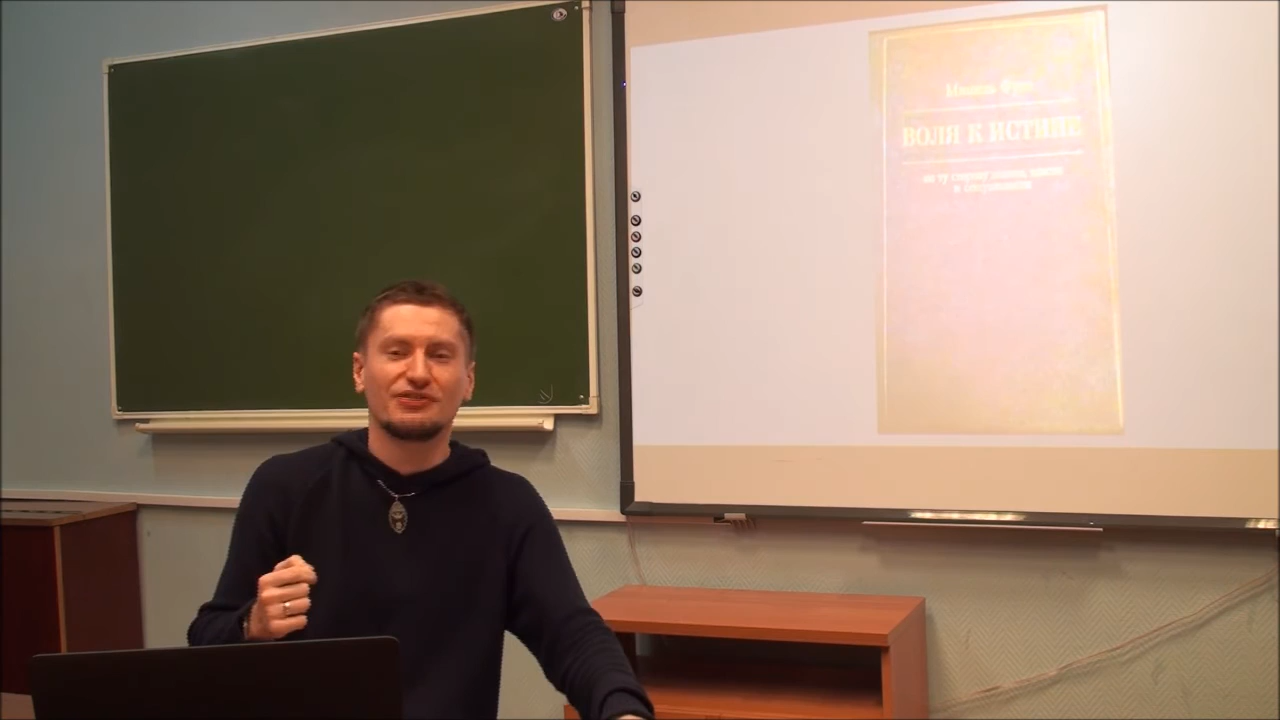 Мишель Фуко
ВОЛЯ К ИСТИНЕ
по ту сторону знания, власти
и сексуальности